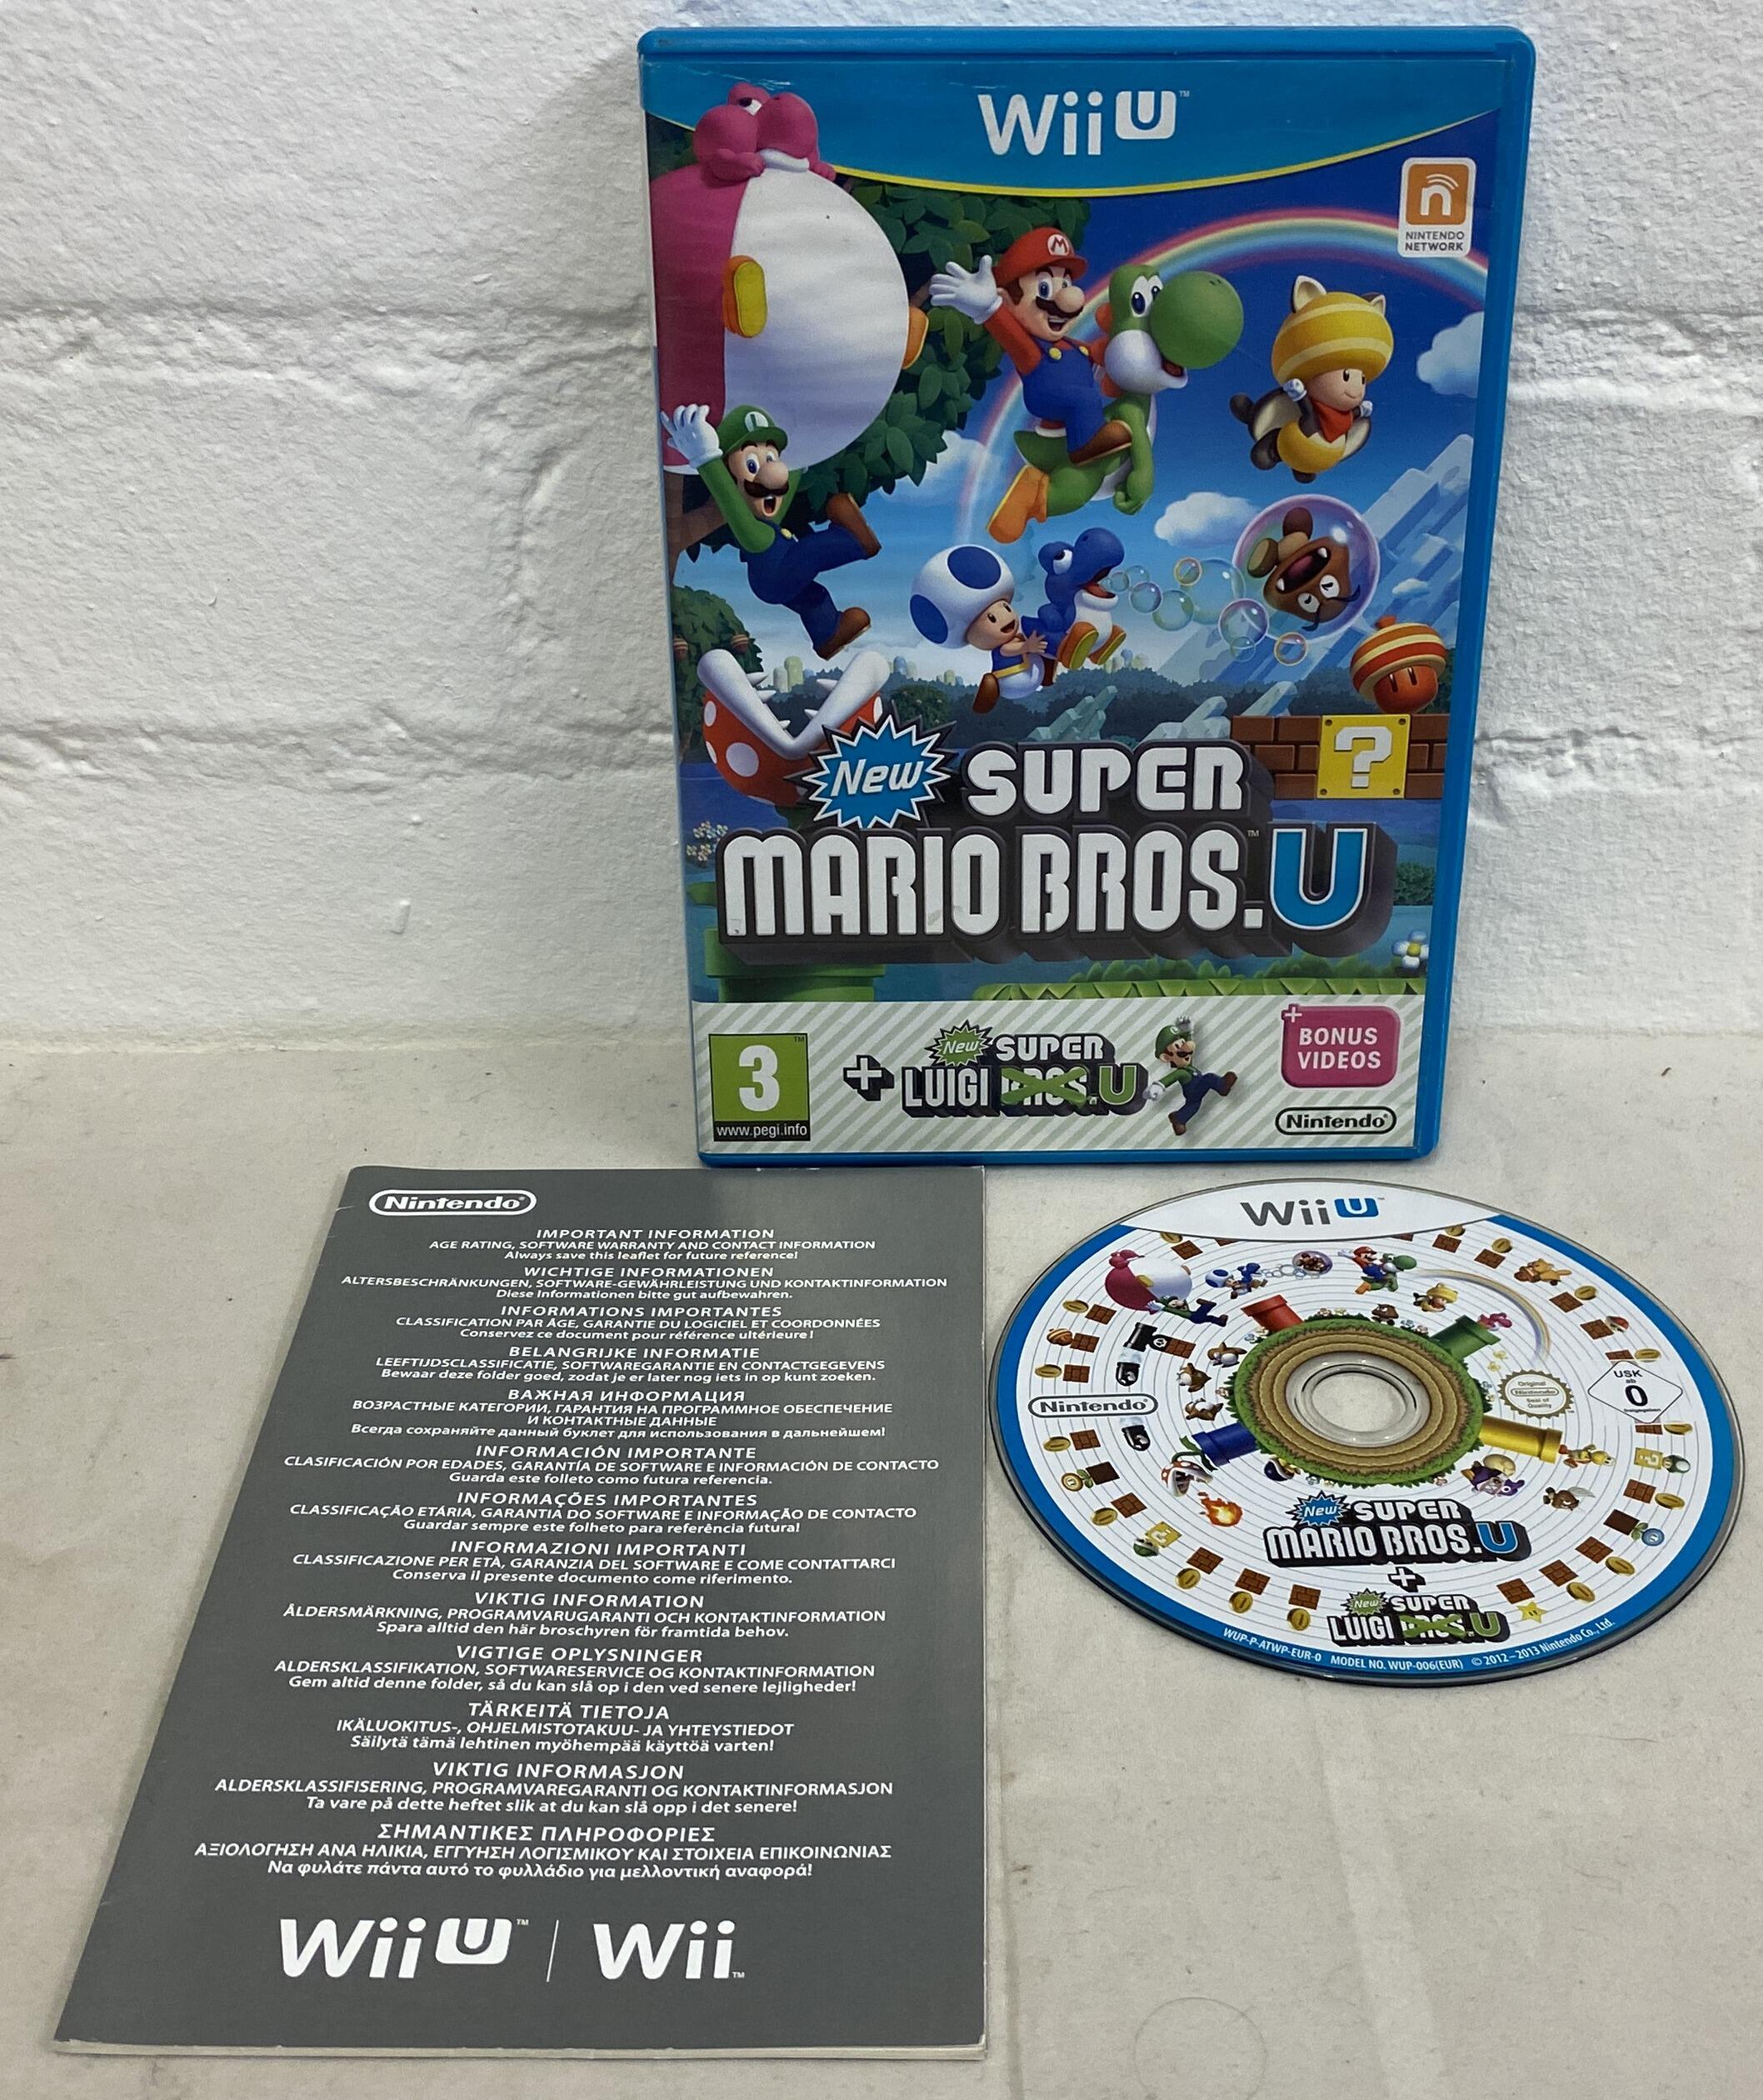 Wii U™
NINTENDO
NETWORK
New SUPER
MARIO BROS.™U
3™
www.pegi.info
+ New SUPER
LUIGI BROS.U
+
BONUS
VIDEOS
Nintendo®
Nintendo®
IMPORTANT INFORMATION
AGE RATING, SOFTWARE WARRANTY AND CONTACT INFORMATION
Always save this leaflet for future reference!
WICHTIGE INFORMATIONEN
ALTERSBESCHRÄNKUNGEN, SOFTWARE-GEWÄHRLEISTUNG UND KONTAKTINFORMATION
Diese Informationen bitte gut aufbewahren.
INFORMATIONS IMPORTANTES
CLASSIFICATION PAR ÂGE, GARANTIE DU LOGICIEL ET COORDONNÉES
Conservez ce document pour référence ultérieure!
BELANGRIJKE INFORMATIE
LEEFTIJDSCLASSIFICATIE, SOFTWAREGARANTIE EN CONTACTGEGEVENS
Bewaar deze folder goed, zodat je er later nog iets in op kunt zoeken.
ВАЖНАЯ ИНФОРМАЦИЯ
ВОЗРАСТНЫЕ КАТЕГОРИИ, ГАРАНТИЯ НА ПРОГРАММНОЕ ОБЕСПЕЧЕНИЕ
И КОНТАКТНЫЕ ДАННЫЕ
Всегда сохраняйте данный буклет для использования в дальнейшем!
INFORMACIÓN IMPORTANTE
CLASIFICACIÓN POR EDADES, GARANTÍA DE SOFTWARE E INFORMACIÓN DE CONTACTO
Guarda este folleto como futura referencia.
INFORMAÇÕES IMPORTANTES
CLASSIFICAÇÃO ETÁRIA, GARANTIA DO SOFTWARE E INFORMAÇÃO DE CONTACTO
Guardar sempre este folheto para referência futura!
INFORMAZIONI IMPORTANTI
CLASSIFICAZIONE PER ETÀ, GARANZIA DEL SOFTWARE E COME CONTATTARCI
Conserva il presente documento come riferimento.
VIKTIG INFORMATION
ÅLDERSMÄRKNING, PROGRAMVARUGARANTI OCH KONTAKTINFORMATION
Spara alltid den här broschyren för framtida behov.
VIGTIGE OPLYSNINGER
ALDERSKLASSIFIKATION, SOFTWARESERVICE OG KONTAKTINFORMATION
Gem altid denne folder, så du kan slå op i den ved senere lejligheder!
TÄRKEITÄ TIETOJA
IKÄLUOKITUS-, OHJELMISTOTAKUU- JA YHTEYSTIEDOT
Säilytä tämä lehtinen myöhempää käyttöä varten!
VIKTIG INFORMASJON
ALDERSKLASSIFISERING, PROGRAMVAREGARANTI OG KONTAKTINFORMASJON
Ta vare på dette heftet slik at du kan slå opp i det senere!
ΣΗΜΑΝΤΙΚΕΣ ΠΛΗΡΟΦΟΡΙΕΣ
ΑΞΙΟΛΟΓΗΣΗ ΑΝΑ ΗΛΙΚΙΑ, ΕΓΓΥΗΣΗ ΛΟΓΙΣΜΙΚΟΥ ΚΑΙ ΣΤΟΙΧΕΙΑ ΕΠΙΚΟΙΝΩΝΙΑΣ
Να φυλάτε πάντα αυτό το φυλλάδιο για μελλοντική αναφορά!
Wii U™ | Wii™
Wii U™
Nintendo®
Original
Nintendo
Seal of
Quality
USK
ab
0
New SUPER
MARIO BROS.U
+
New SUPER
LUIGI BROS.U
WUP-P-ATWP-EUR-0 MODEL NO. WUP-006(EUR) © 2012–2013 Nintendo Co., Ltd.